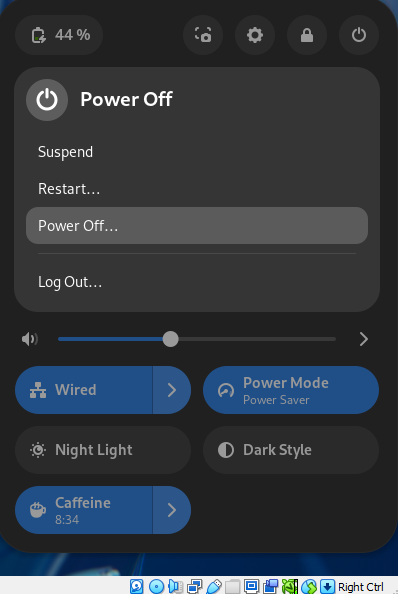 44 %
Power Off
Suspend
Restart…
Power Off…
Log Out…
Wired
Power Mode
Power Saver
Night Light
Dark Style
Caffeine
8:34
Right Ctrl